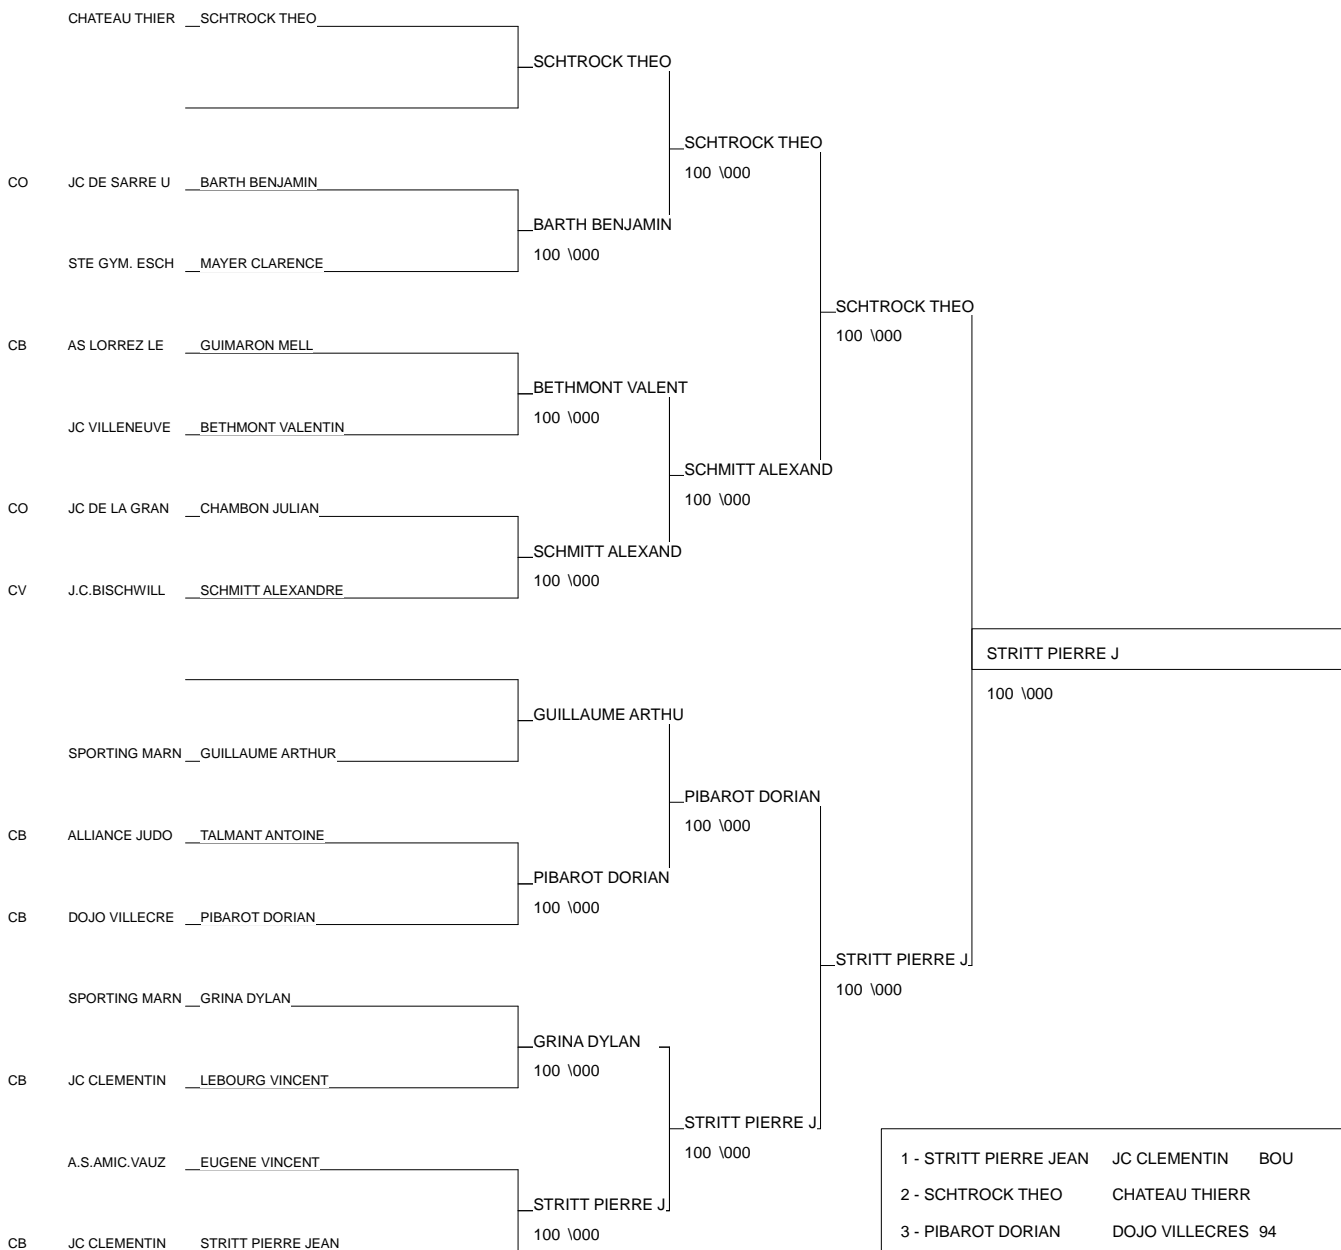 CHATEAU THIER SCHTROCK THEO
SCHTROCK THEO
SCHTROCK THEO
100 \000
CO JC DE SARRE U BARTH BENJAMIN
BARTH BENJAMIN
100 \000
STE GYM. ESCH MAYER CLARENCE
SCHTROCK THEO
100 \000
CB AS LORREZ LE GUIMARON MELL
BETHMONT VALENT
100 \000
JC VILLENEUVE BETHMONT VALENTIN
SCHMITT ALEXAND
100 \000
CO JC DE LA GRAN CHAMBON JULIAN
SCHMITT ALEXAND
100 \000
CV J.C.BISCHWILL SCHMITT ALEXANDRE
STRITT PIERRE J
100 \000
GUILLAUME ARTHU
SPORTING MARN GUILLAUME ARTHUR
PIBAROT DORIAN
100 \000
CB ALLIANCE JUDO TALMANT ANTOINE
PIBAROT DORIAN
100 \000
CB DOJO VILLECRE PIBAROT DORIAN
STRITT PIERRE J
100 \000
SPORTING MARN GRINA DYLAN
GRINA DYLAN
100 \000
CB JC CLEMENTIN LEBOURG VINCENT
STRITT PIERRE J
100 \000
A.S.AMIC.VAUZ EUGENE VINCENT
STRITT PIERRE J
100 \000
CB JC CLEMENTIN STRITT PIERRE JEAN
1 - STRITT PIERRE JEAN JC CLEMENTIN BOU
2 - SCHTROCK THEO CHATEAU THIERR
3 - PIBAROT DORIAN DOJO VILLECRES 94